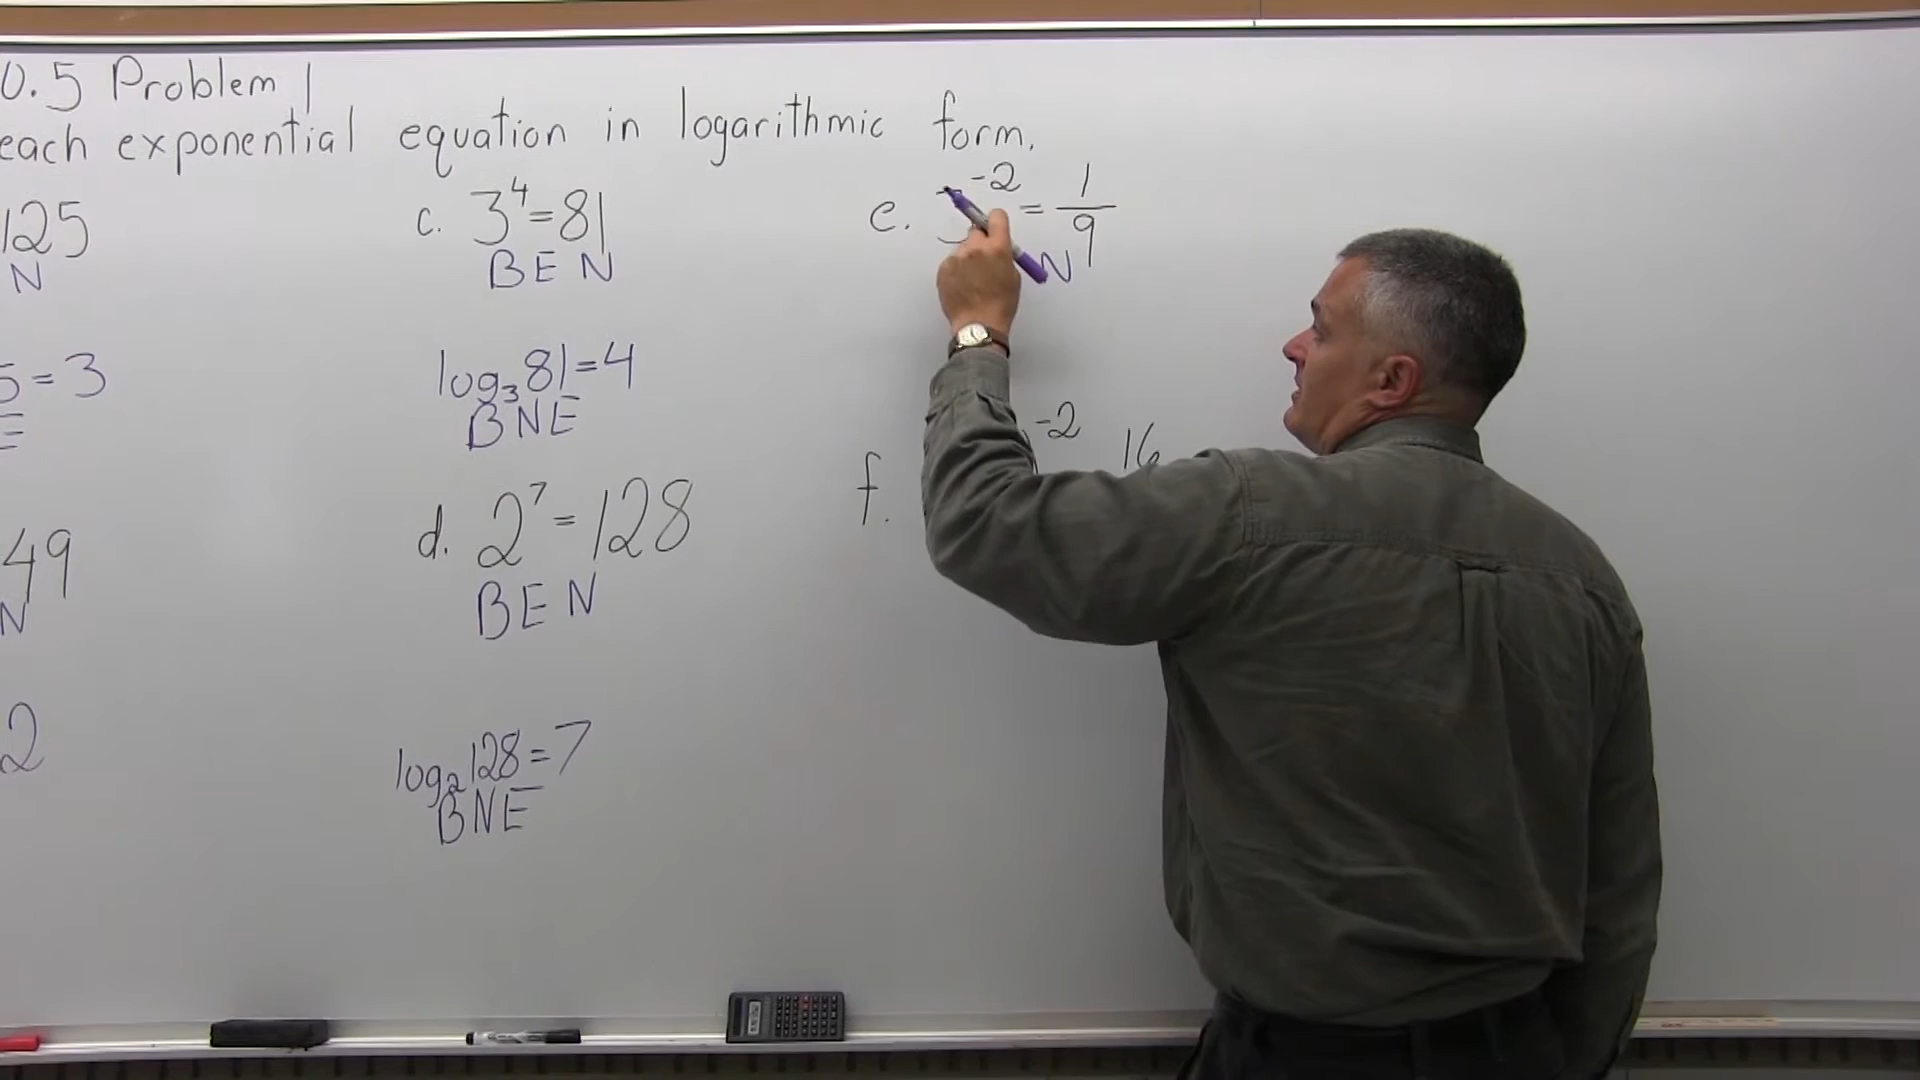 0.5 Problem 1
each exponential equation in logarithmic form.
125
N
5=3
E
49
N
2
c. 3⁴=81
BEN
log₃81=4
BNE
d. 2⁷=128
BEN
log₂128=7
BNE
e. 3⁻²=1/9
N
f. ⁻² 16